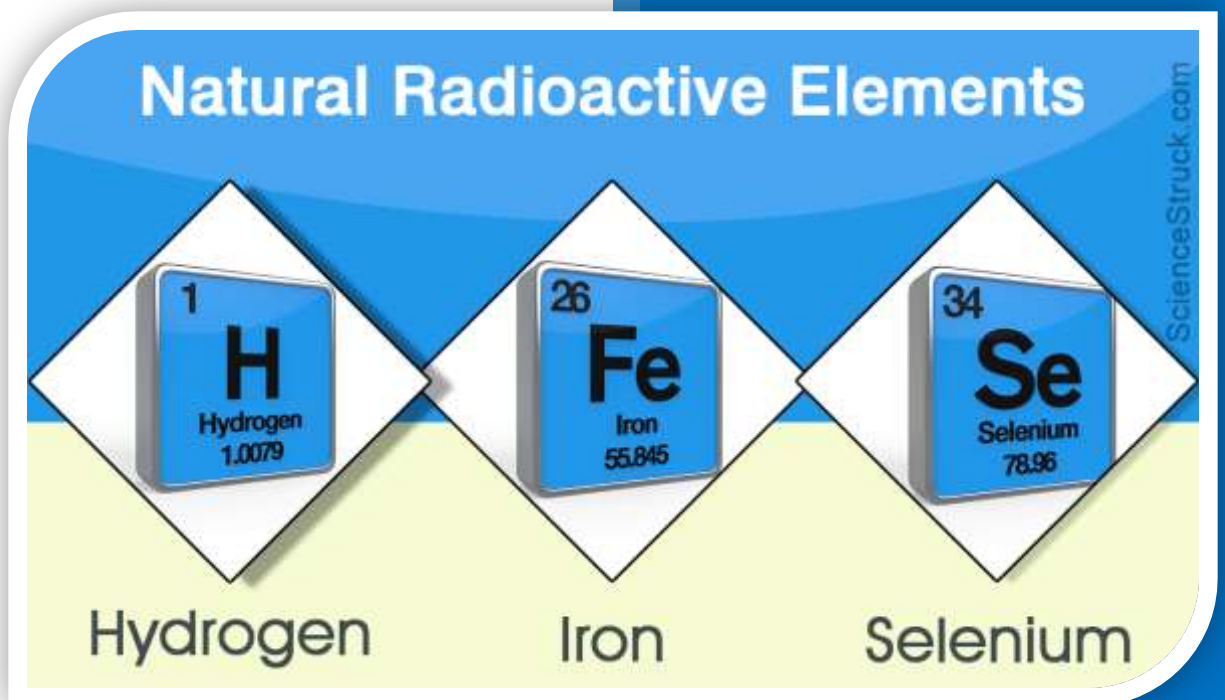 Natural Radioactive Elements
ScienceStruck.com
1
H
Hydrogen
1.0079
26
Fe
Iron
55.845
34
Se
Selenium
78.96
Hydrogen
Iron
Selenium